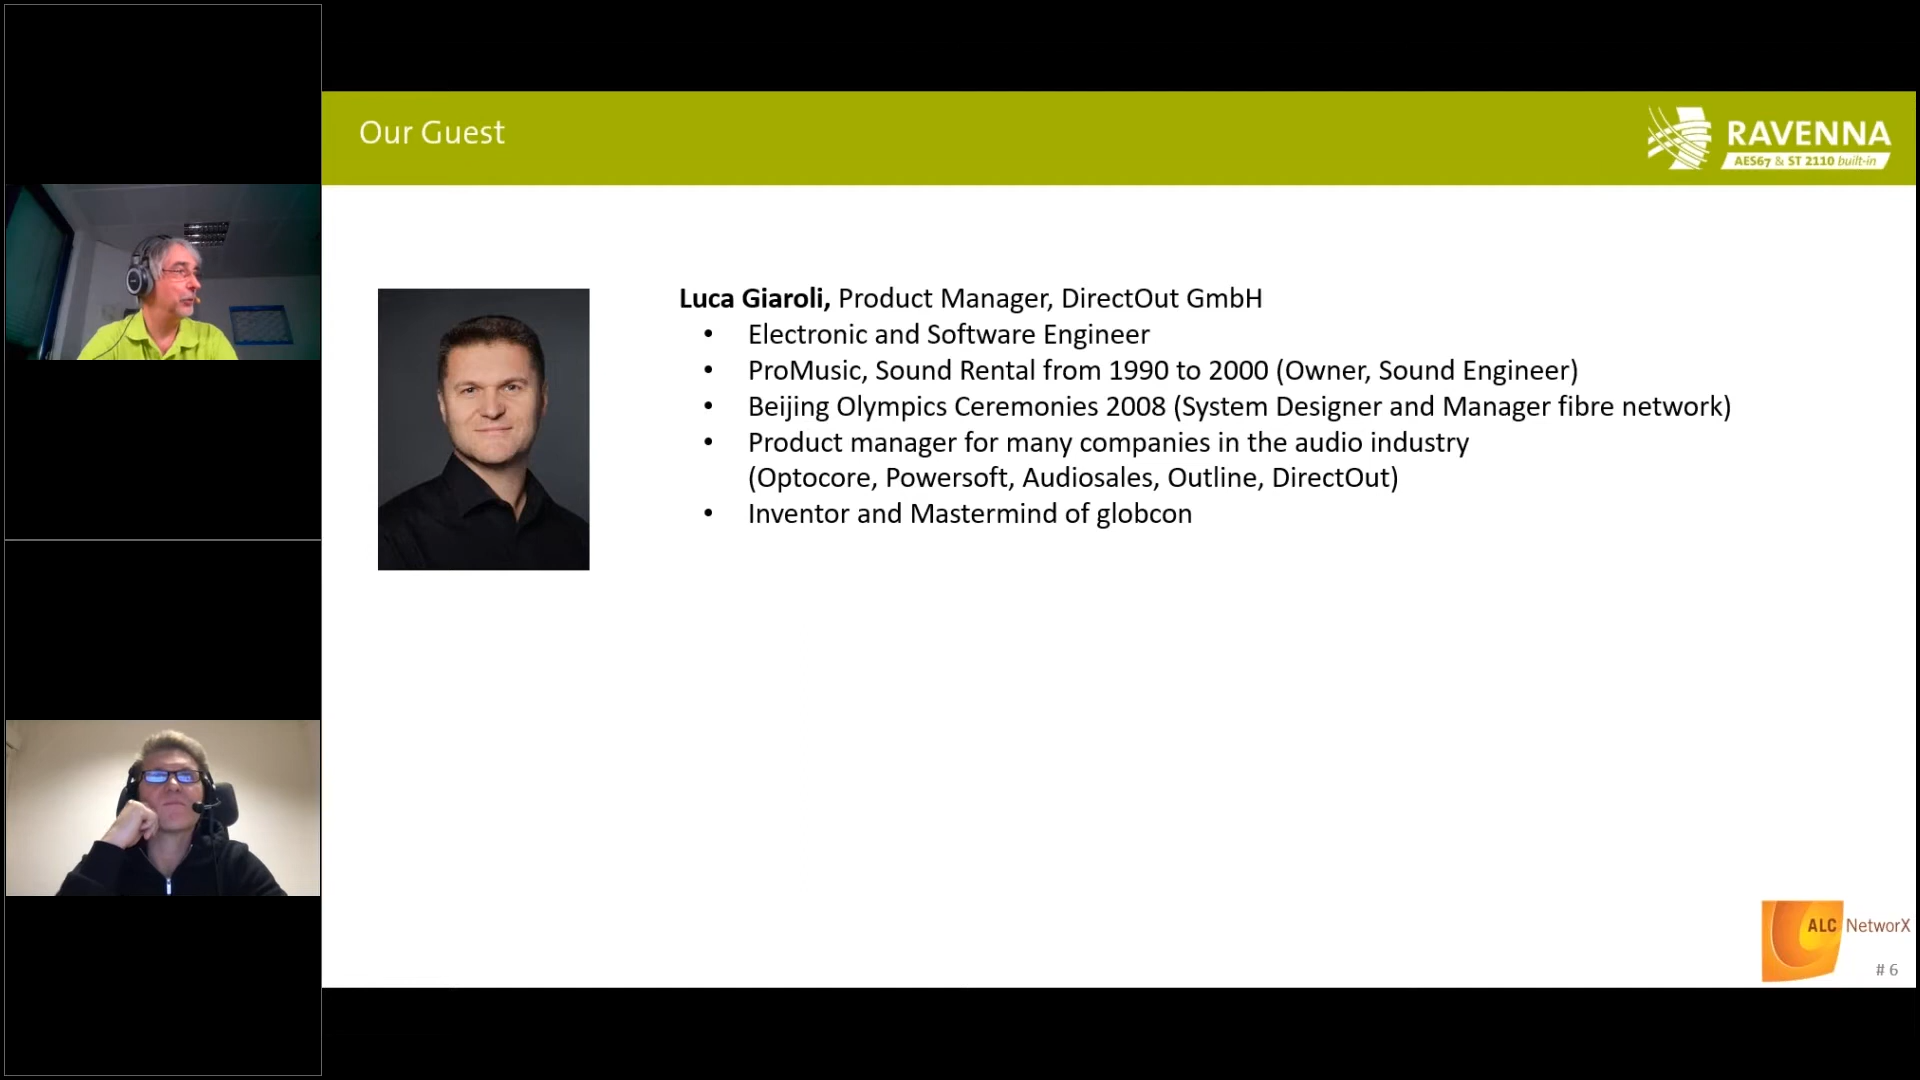 Our Guest
RAVENNA
AES67 & ST 2110 built-in
Luca Giaroli, Product Manager, DirectOut GmbH
• Electronic and Software Engineer
• ProMusic, Sound Rental from 1990 to 2000 (Owner, Sound Engineer)
• Beijing Olympics Ceremonies 2008 (System Designer and Manager fibre network)
• Product manager for many companies in the audio industry
(Optocore, Powersoft, Audiosales, Outline, DirectOut)
• Inventor and Mastermind of globcon
ALC NetworX
# 6